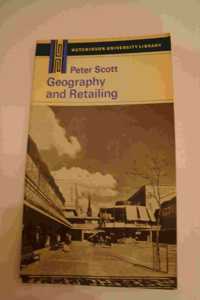 HUTCHINSON UNIVERSITY LIBRARY
Peter Scott
Geography
and Retailing